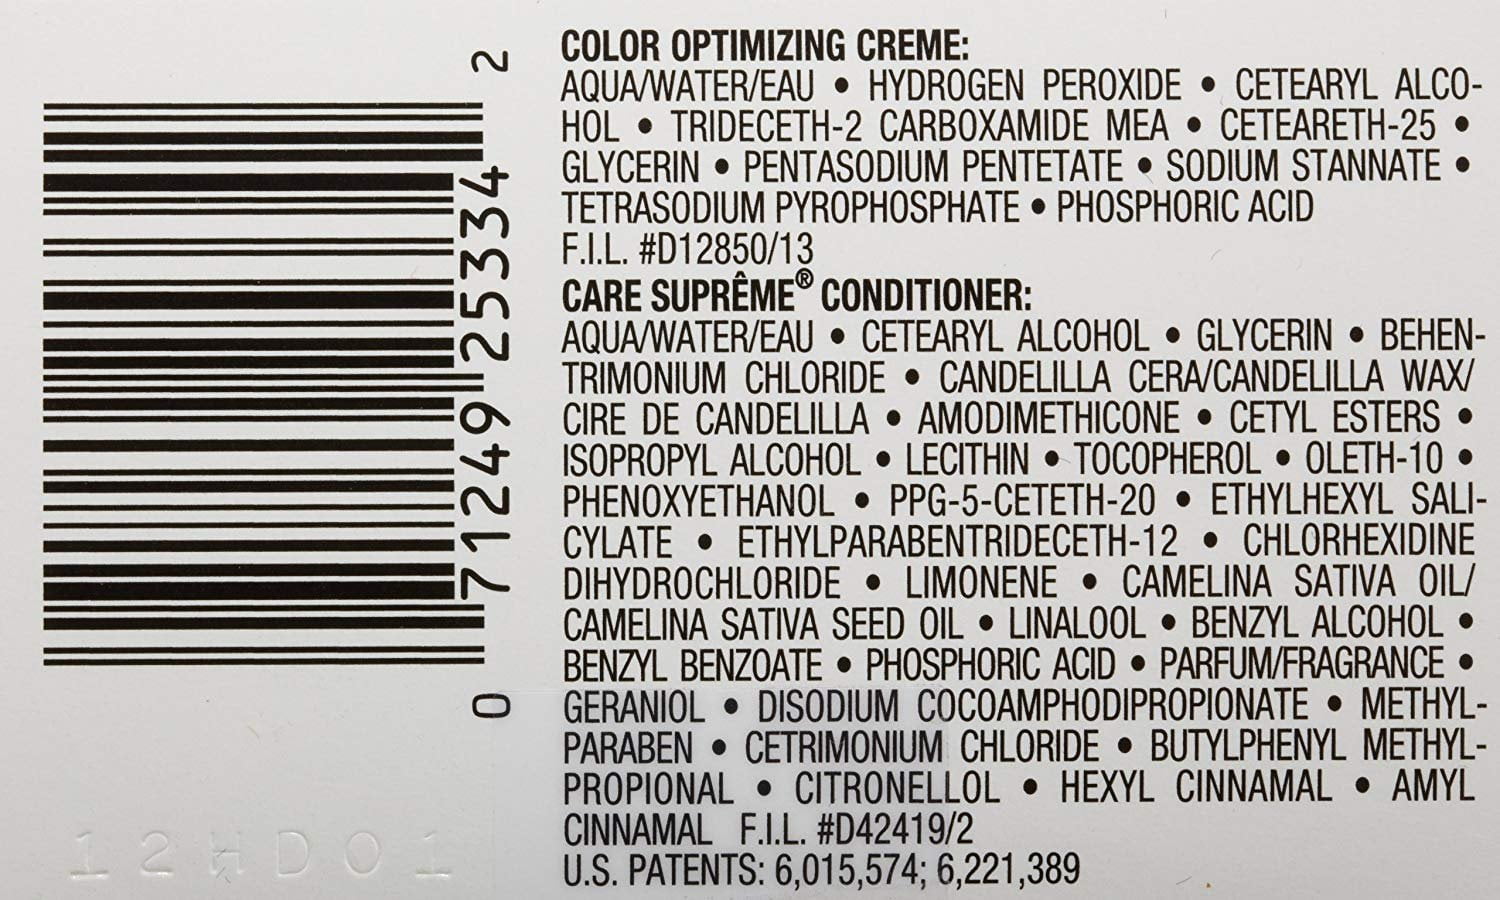 COLOR OPTIMIZING CREME:
AQUA/WATER/EAU • HYDROGEN PEROXIDE • CETEARYL ALCO-
HOL • TRIDECETH-2 CARBOXAMIDE MEA • CETEARETH-25 •
GLYCERIN • PENTASODIUM PENTETATE • SODIUM STANNATE •
TETRASODIUM PYROPHOSPHATE • PHOSPHORIC ACID
F.I.L. #D12850/13
CARE SUPRÊME® CONDITIONER:
AQUA/WATER/EAU • CETEARYL ALCOHOL • GLYCERIN • BEHEN-
TRIMONIUM CHLORIDE • CANDELILLA CERA/CANDELILLA WAX/
CIRE DE CANDELILLA • AMODIMETHICONE • CETYL ESTERS •
ISOPROPYL ALCOHOL • LECITHIN • TOCOPHEROL • OLETH-10 •
PHENOXYETHANOL • PPG-5-CETETH-20 • ETHYLHEXYL SALI-
CYLATE • ETHYLPARABENTRIDECETH-12 • CHLORHEXIDINE
DIHYDROCHLORIDE • LIMONENE • CAMELINA SATIVA OIL/
CAMELINA SATIVA SEED OIL • LINALOOL • BENZYL ALCOHOL •
BENZYL BENZOATE • PHOSPHORIC ACID • PARFUM/FRAGRANCE •
GERANIOL • DISODIUM COCOAMPHODIPROPIONATE • METHYL-
PARABEN • CETRIMONIUM CHLORIDE • BUTYLPHENYL METHYL-
PROPIONAL • CITRONELLOL • HEXYL CINNAMAL • AMYL
CINNAMAL F.I.L. #D42419/2
U.S. PATENTS: 6,015,574; 6,221,389
0 71249 25334 2